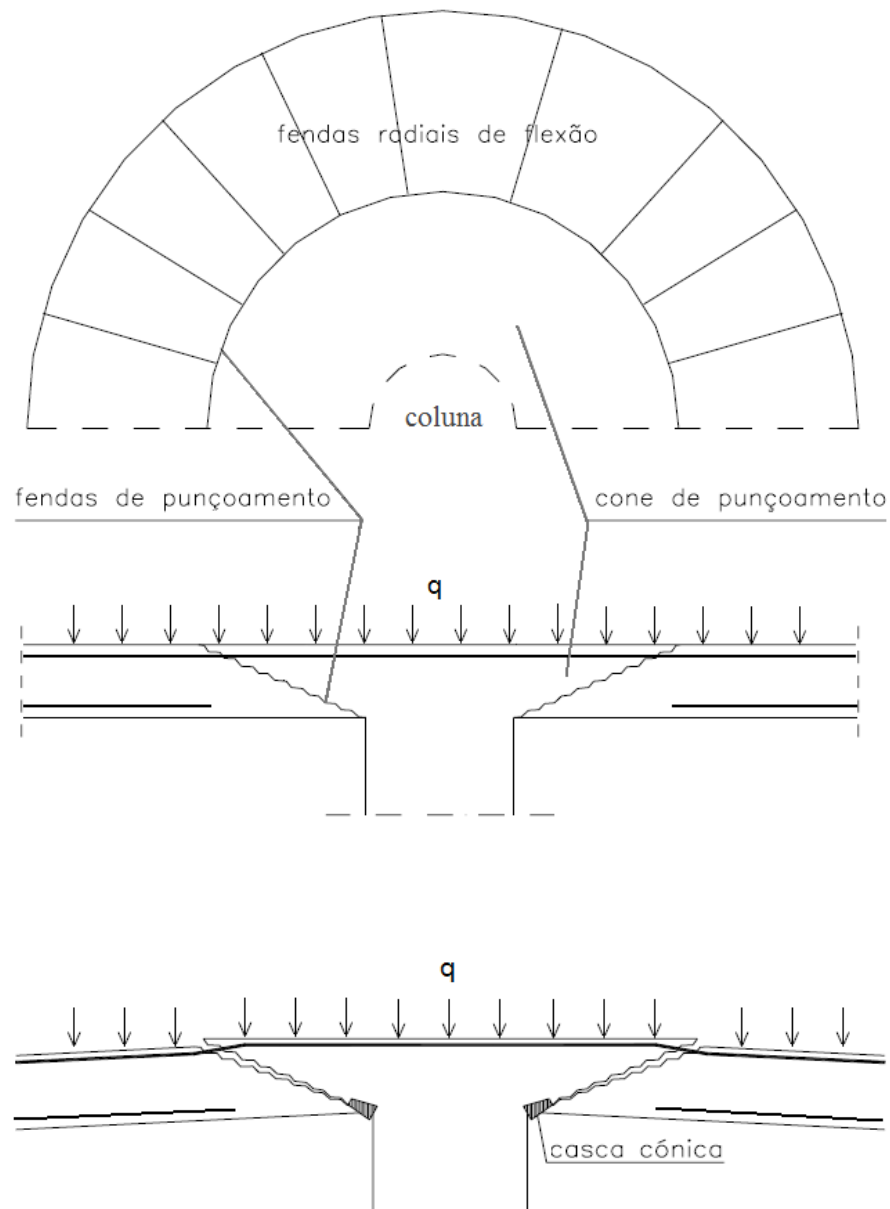 fendas radiais de flexão
coluna
fendas de punçoamento
cone de punçoamento
q
q
casca cónica